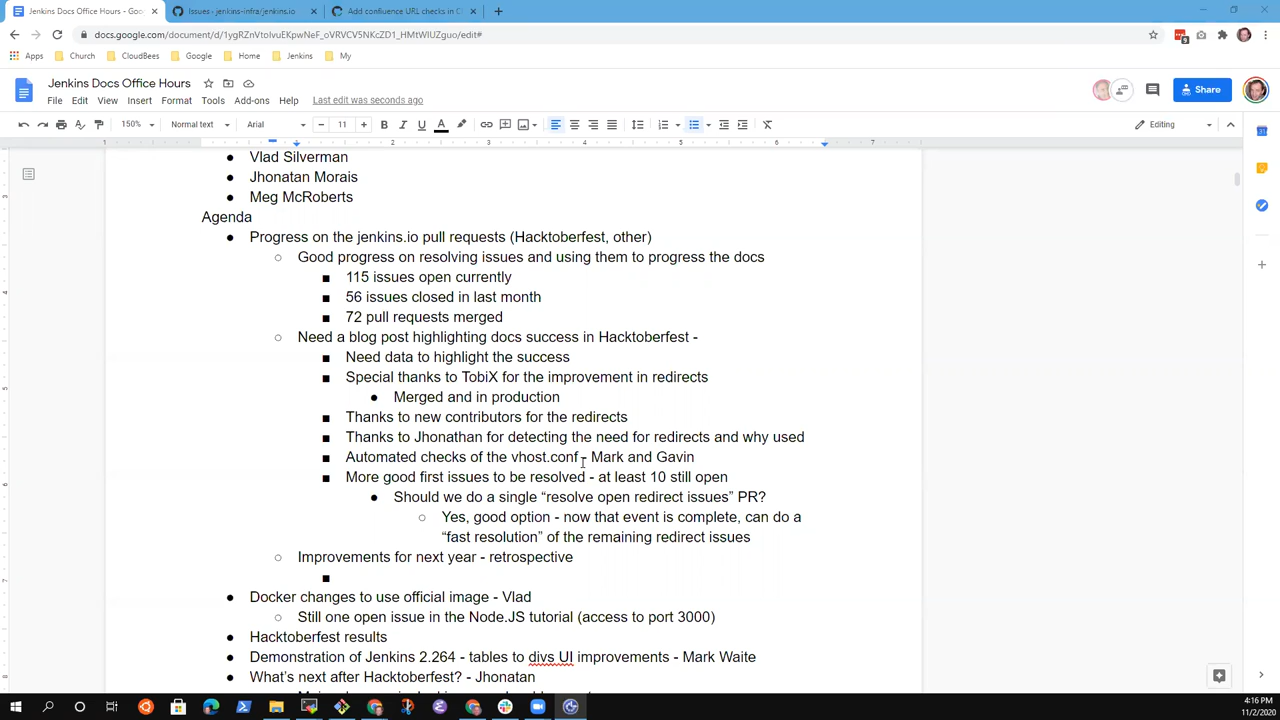 Jenkins Docs Office Hours - Goo
Issues · jenkins-infra/jenkins.io
Add confluence URL checks in C
docs.google.com/document/d/1ygRZnVtoIvuEKpwNeF_oVRVCV5NKcZD1_HMtWIUZguo/edit#
Apps Church CloudBees Google Home Jenkins My
Jenkins Docs Office Hours
File Edit View Insert Format Tools Add-ons Help Last edit was seconds ago
Share
150% Normal text Arial 11 Editing
1 1 2 3 4 5 6 7
Vlad Silverman
Jhonatan Morais
Meg McRoberts
Agenda
Progress on the jenkins.io pull requests (Hacktoberfest, other)
Good progress on resolving issues and using them to progress the docs
115 issues open currently
56 issues closed in last month
72 pull requests merged
Need a blog post highlighting docs success in Hacktoberfest -
Need data to highlight the success
Special thanks to TobiX for the improvement in redirects
Merged and in production
Thanks to new contributors for the redirects
Thanks to Jhonathan for detecting the need for redirects and why used
Automated checks of the vhost.conf - Mark and Gavin
More good first issues to be resolved - at least 10 still open
Should we do a single “resolve open redirect issues” PR?
Yes, good option - now that event is complete, can do a
“fast resolution” of the remaining redirect issues
Improvements for next year - retrospective
Docker changes to use official image - Vlad
Still one open issue in the Node.JS tutorial (access to port 3000)
Hacktoberfest results
Demonstration of Jenkins 2.264 - tables to divs UI improvements - Mark Waite
What’s next after Hacktoberfest? - Jhonatan
4:16 PM
11/2/2020